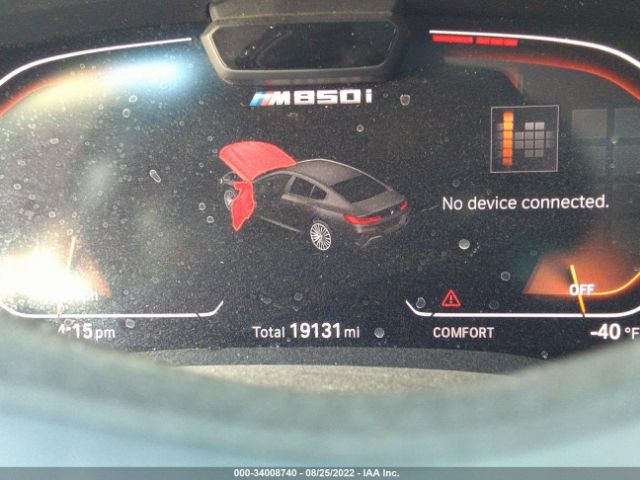 M850i
No device connected.
OFF
4:15 pm
Total 19131 mi
COMFORT
-40 °F
000-34008740 - 08/25/2022 - IAA Inc.